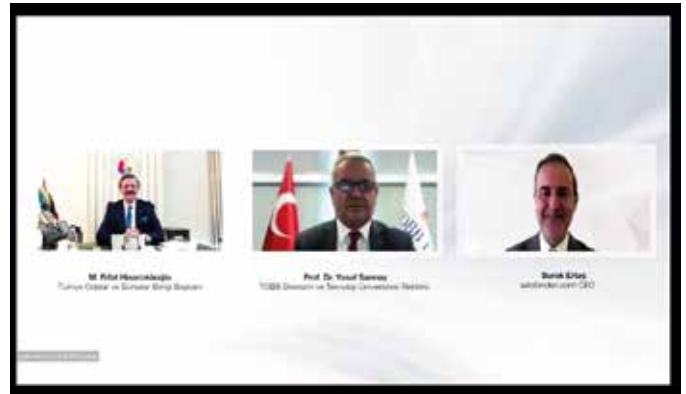 M. Rifat Hisarcıklıoğlu
Türkiye Odalar ve Borsalar Birliği Başkanı
Prof. Dr. Yusuf Sarınay
TOBB Ekonomi ve Teknoloji Üniversitesi Rektörü
Burak Ertaş
sahibinden.com CEO